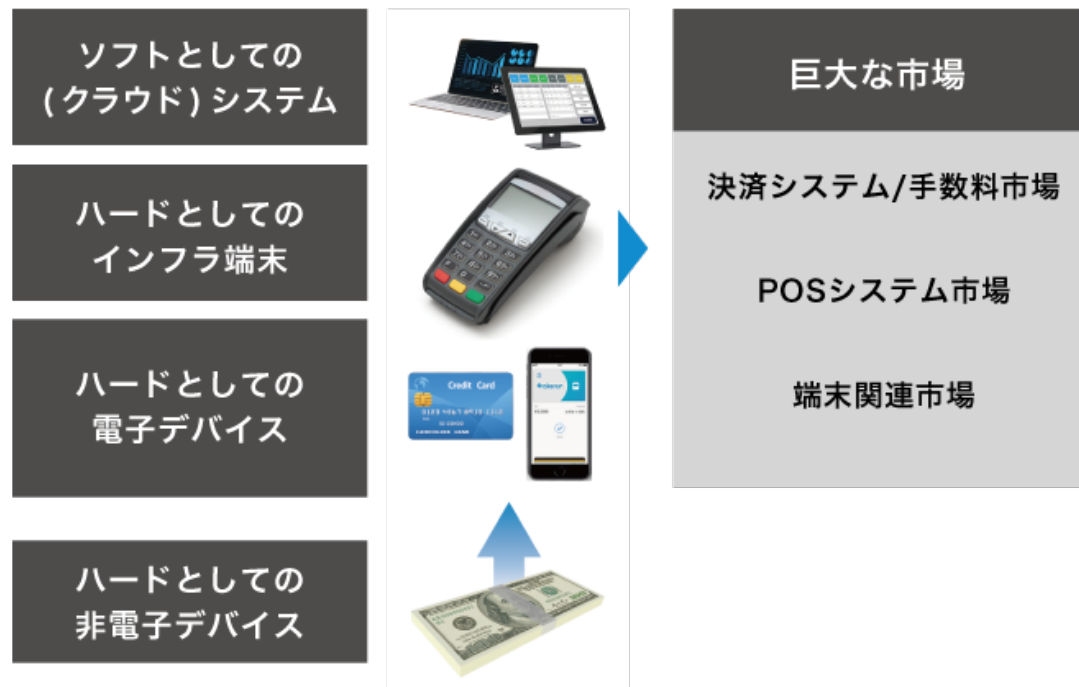 ソフトとしての
(クラウド)システム
ハードとしての
インフラ端末
ハードとしての
電子デバイス
ハードとしての
非電子デバイス
Credit Card
巨大な市場
決済システム/手数料市場
POSシステム市場
端末関連市場